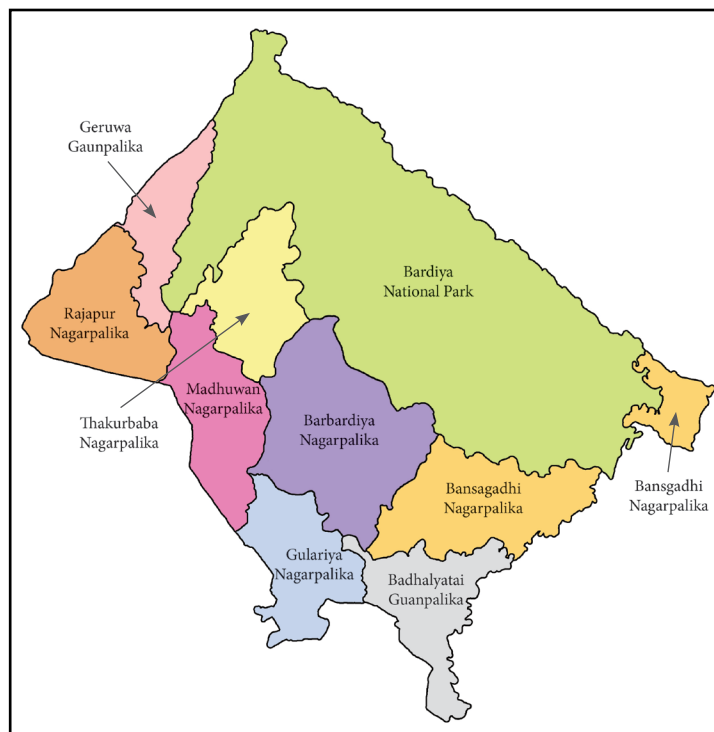 Geruwa
Gaunpalika
Bardiya
National Park
Rajapur
Nagarpalika
Thakurbaba
Nagarpalika
Madhuwan
Nagarpalika
Barbardiya
Nagarpalika
Bansagadhi
Nagarpalika
Bansgadhi
Nagarpalika
Gulariya
Nagarpalika
Badhalyatai
Guanpalika